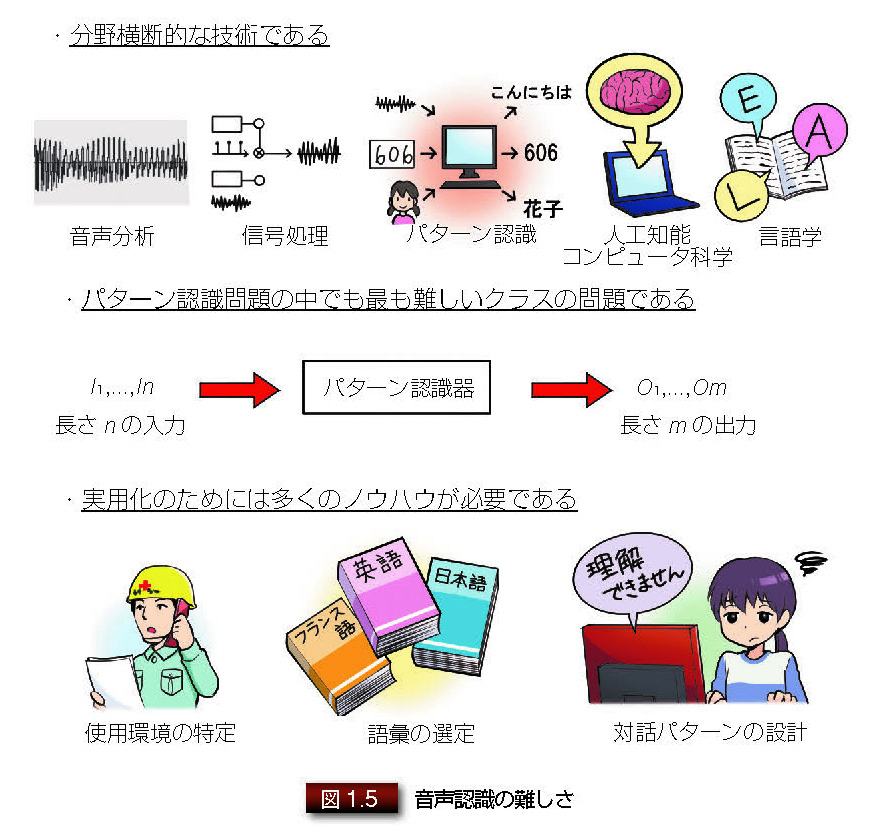 ・分野横断的な技術である
こんにちは
606
606
花子
E
A
L
音声分析
信号処理
パターン認識
人工知能
コンピュータ科学
言語学
・パターン認識問題の中でも最も難しいクラスの問題である
I1,...,In
長さ n の入力
パターン認識器
O1,...,Om
長さ m の出力
・実用化のためには多くのノウハウが必要である
英語
日本語
フランス
語
理解
できません
使用環境の特定
語彙の選定
対話パターンの設計
図 1.5 音声認識の難しさ